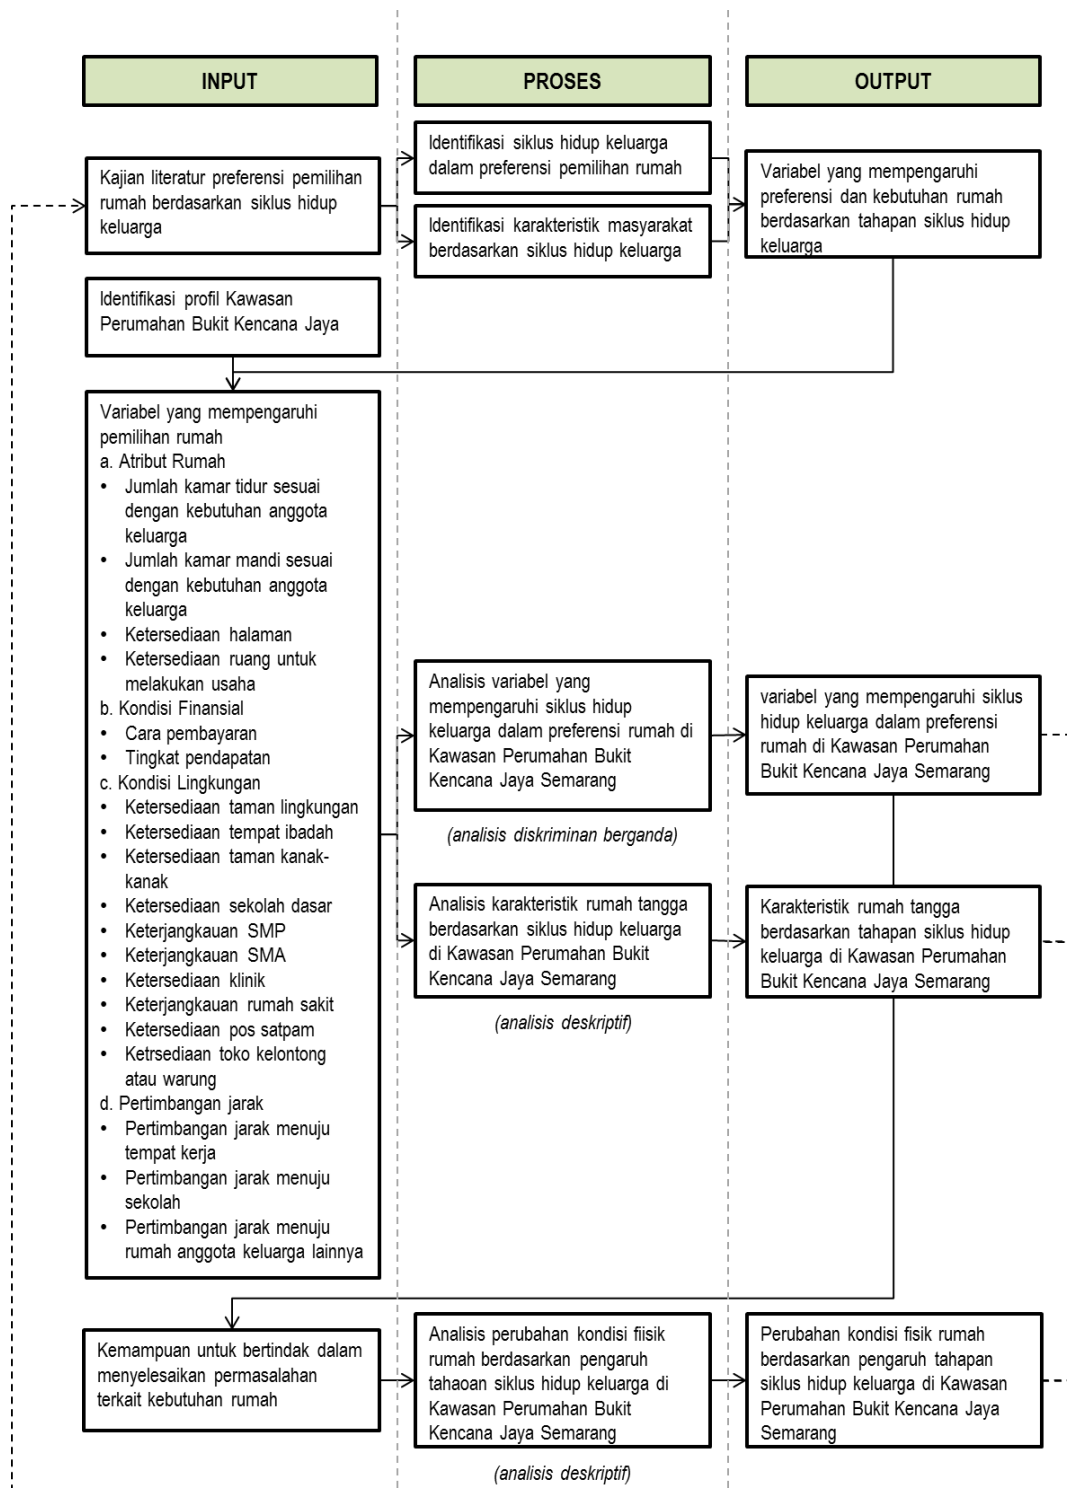 INPUT
PROSES
OUTPUT
Kajian literatur preferensi pemilihan
rumah berdasarkan siklus hidup
keluarga
Identifikasi siklus hidup keluarga
dalam preferensi pemilihan rumah
Identifikasi karakteristik masyarakat
berdasarkan siklus hidup keluarga
Variabel yang mempengaruhi
preferensi dan kebutuhan rumah
berdasarkan tahapan siklus hidup
keluarga
Identifikasi profil Kawasan
Perumahan Bukit Kencana Jaya
Variabel yang mempengaruhi
pemilihan rumah
a. Atribut Rumah
• Jumlah kamar tidur sesuai
dengan kebutuhan anggota
keluarga
• Jumlah kamar mandi sesuai
dengan kebutuhan anggota
keluarga
• Ketersediaan halaman
• Ketersediaan ruang untuk
melakukan usaha
b. Kondisi Finansial
• Cara pembayaran
• Tingkat pendapatan
c. Kondisi Lingkungan
• Ketersediaan taman lingkungan
• Ketersediaan tempat ibadah
• Ketersediaan taman kanak-
kanak
• Ketersediaan sekolah dasar
• Keterjangkauan SMP
• Keterjangkauan SMA
• Ketersediaan klinik
• Keterjangkauan rumah sakit
• Ketersediaan pos satpam
• Ketrsediaan toko kelontong
atau warung
d. Pertimbangan jarak
• Pertimbangan jarak menuju
tempat kerja
• Pertimbangan jarak menuju
sekolah
• Pertimbangan jarak menuju
rumah anggota keluarga lainnya
Analisis variabel yang
mempengaruhi siklus hidup
keluarga dalam preferensi rumah di
Kawasan Perumahan Bukit
Kencana Jaya Semarang
(analisis diskriminan berganda)
variabel yang mempengaruhi siklus
hidup keluarga dalam preferensi
rumah di Kawasan Perumahan
Bukit Kencana Jaya Semarang
Analisis karakteristik rumah tangga
berdasarkan siklus hidup keluarga
di Kawasan Perumahan Bukit
Kencana Jaya Semarang
(analisis deskriptif)
Karakteristik rumah tangga
berdasarkan tahapan siklus hidup
keluarga di Kawasan Perumahan
Bukit Kencana Jaya Semarang
Kemampuan untuk bertindak dalam
menyelesaikan permasalahan
terkait kebutuhan rumah
Analisis perubahan kondisi fiisik
rumah berdasarkan pengaruh
tahaoan siklus hidup keluarga di
Kawasan Perumahan Bukit
Kencana Jaya Semarang
(analisis deskriptif)
Perubahan kondisi fisik rumah
berdasarkan pengaruh tahapan
siklus hidup keluarga di Kawasan
Perumahan Bukit Kencana Jaya
Semarang